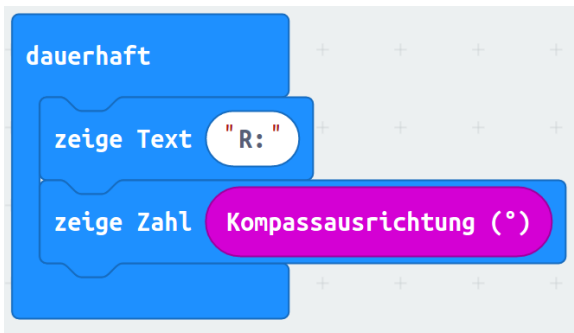 dauerhaft
zeige Text "R:"
zeige Zahl Kompassausrichtung (°)